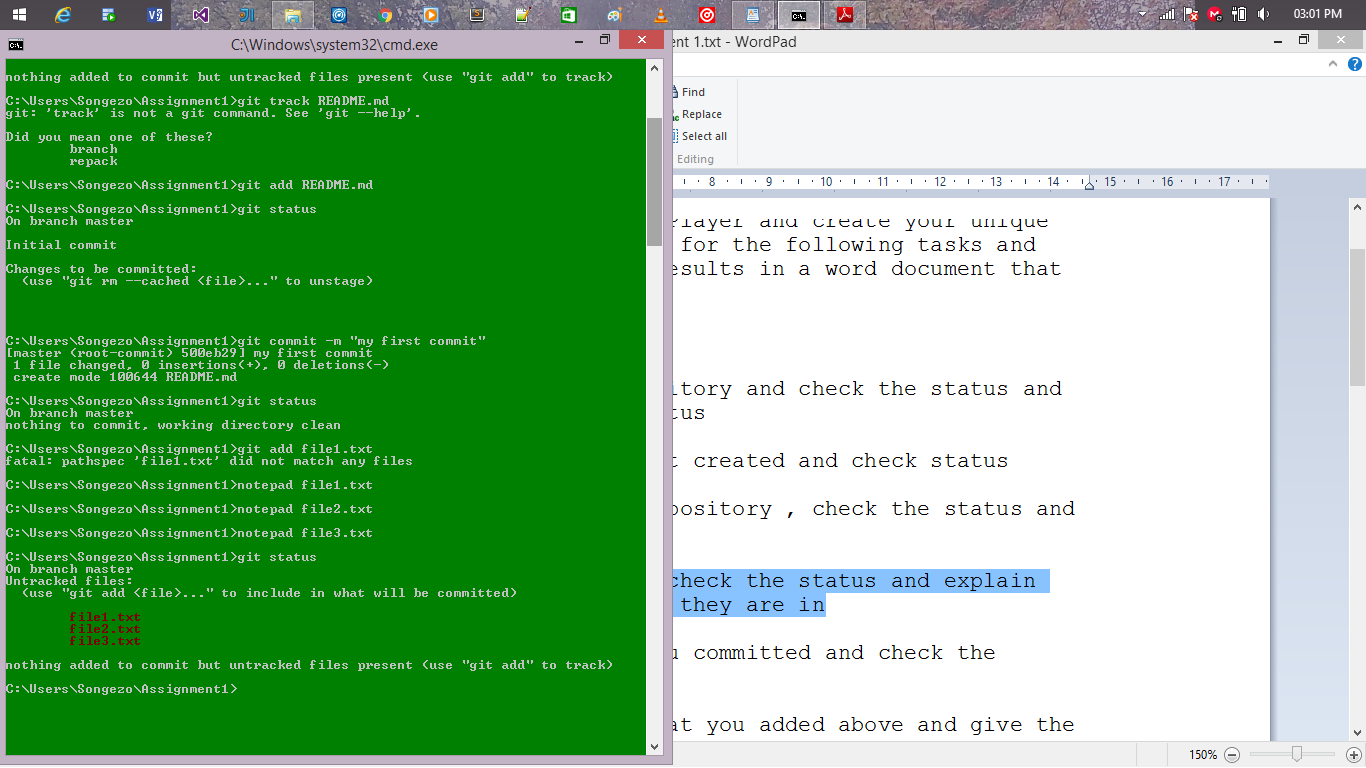 03:01 PM
C:\Windows\system32\cmd.exe
nothing added to commit but untracked files present (use "git add" to track)
C:\Users\Songezo\Assignment1>git track README.md
git: 'track' is not a git command. See 'git --help'.
Did you mean one of these?
branch
repack
C:\Users\Songezo\Assignment1>git add README.md
C:\Users\Songezo\Assignment1>git status
On branch master
Initial commit
Changes to be committed:
(use "git rm --cached <file>..." to unstage)
C:\Users\Songezo\Assignment1>git commit -m "my first commit"
[master (root-commit) 500eb29] my first commit
1 file changed, 0 insertions(+), 0 deletions(-)
create mode 100644 README.md
C:\Users\Songezo\Assignment1>git status
On branch master
nothing to commit, working directory clean
C:\Users\Songezo\Assignment1>git add file1.txt
fatal: pathspec 'file1.txt' did not match any files
C:\Users\Songezo\Assignment1>notepad file1.txt
C:\Users\Songezo\Assignment1>notepad file2.txt
C:\Users\Songezo\Assignment1>notepad file3.txt
C:\Users\Songezo\Assignment1>git status
On branch master
Untracked files:
(use "git add <file>..." to include in what will be committed)
file1.txt
file2.txt
file3.txt
nothing added to commit but untracked files present (use "git add" to track)
C:\Users\Songezo\Assignment1>
1.txt - WordPad
Find
Replace
Select all
Editing
8 9 10 11 12 13 14 15 16 17
and create your unique
for the following tasks and
in a word document that
and check the status and
created and check status
, check the status and
check the status and explain
they are in
committed and check the
you added above and give the
150%